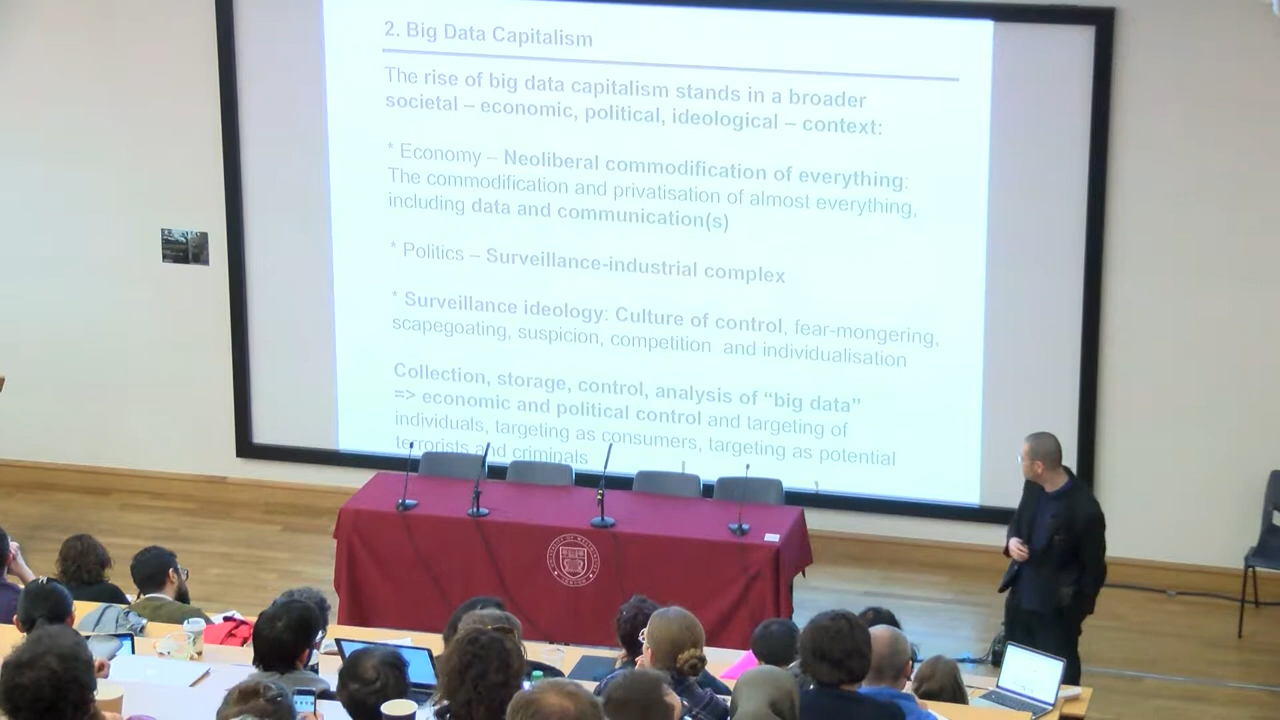 2. Big Data Capitalism
The rise of big data capitalism stands in a broader
societal – economic, political, ideological – context:
* Economy – Neoliberal commodification of everything:
The commodification and privatisation of almost everything,
including data and communication(s)
* Politics – Surveillance-industrial complex
* Surveillance ideology: Culture of control, fear-mongering,
scapegoating, suspicion, competition and individualisation
Collection, storage, control, analysis of “big data”
=> economic and political control and targeting of
individuals, targeting as consumers, targeting as potential
terrorists and criminals